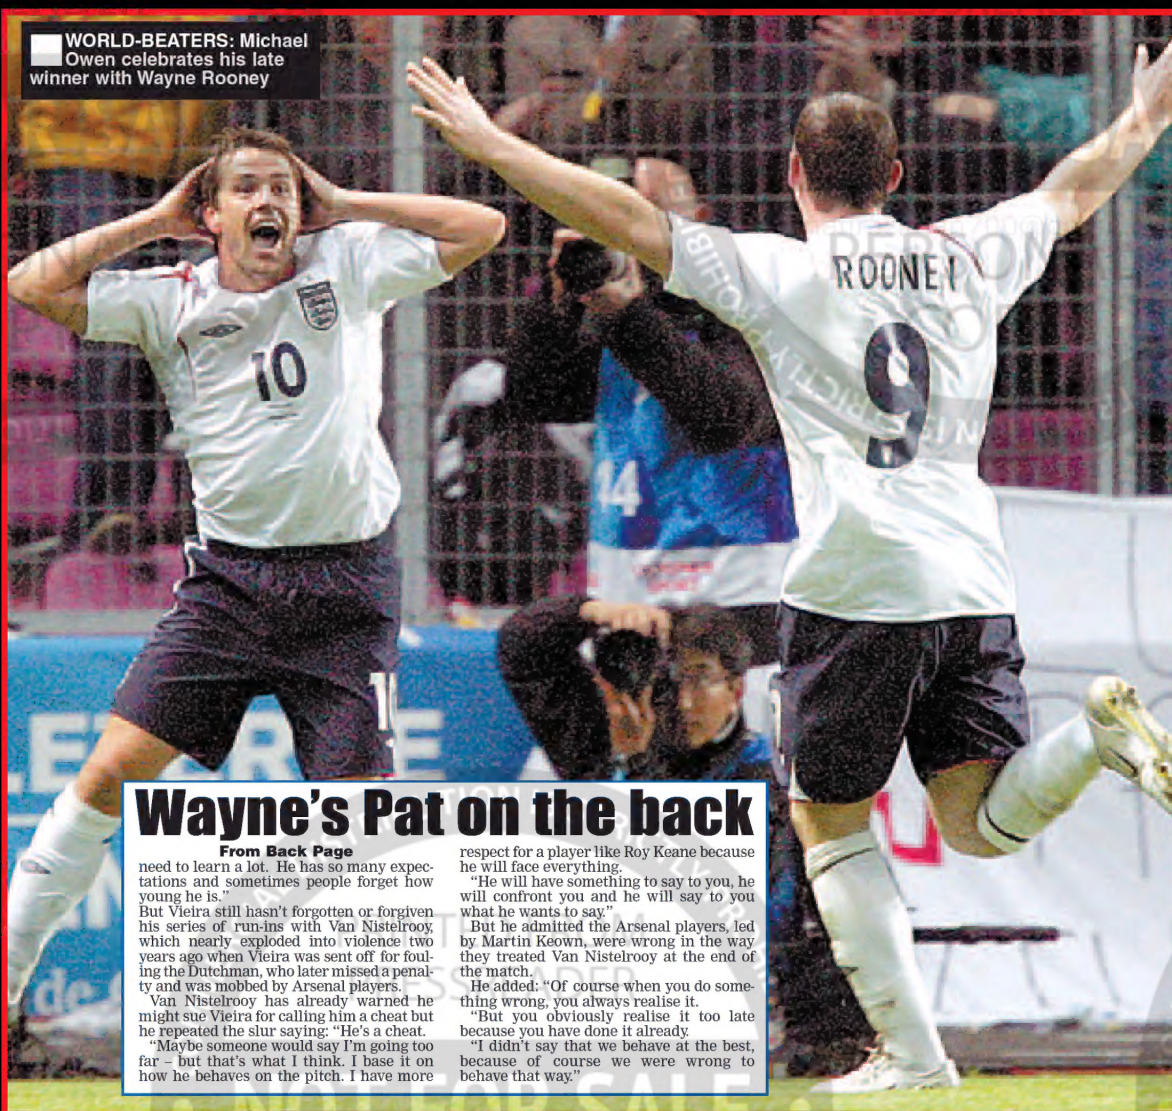 WORLD-BEATERS: Michael
Owen celebrates his late
winner with Wayne Rooney
ROONEY
9
10
14
10
Wayne's Pat on the back
From Back Page
need to learn a lot. He has so many expec-
tations and sometimes people forget how
young he is."
But Vieira still hasn't forgotten or forgiven
his series of run-ins with Van Nistelrooy,
which nearly exploded into violence two
years ago when Vieira was sent off for foul-
ing the Dutchman, who later missed a penal-
ty and was mobbed by Arsenal players.
Van Nistelrooy has already warned he
might sue Vieira for calling him a cheat but
he repeated the slur saying: "He's a cheat.
"Maybe someone would say I'm going too
far – but that's what I think. I base it on
how he behaves on the pitch. I have more
respect for a player like Roy Keane because
he will face everything.
"He will have something to say to you, he
will confront you and he will say to you
what he wants to say."
But he admitted the Arsenal players, led
by Martin Keown, were wrong in the way
they treated Van Nistelrooy at the end of
the match.
He added: "Of course when you do some-
thing wrong, you always realise it.
"But you obviously realise it too late
because you have done it already.
"I didn't say that we behave at the best,
because of course we were wrong to
behave that way."
NOT FOR SALE